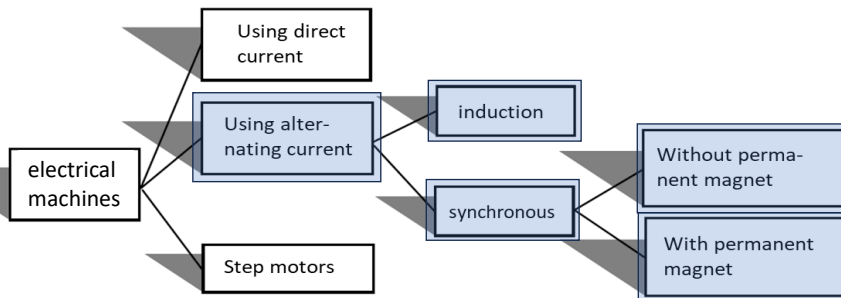 Using direct
current
Using alter-
nating current
induction
electrical
machines
synchronous
Without perma-
nent magnet
With permanent
magnet
Step motors